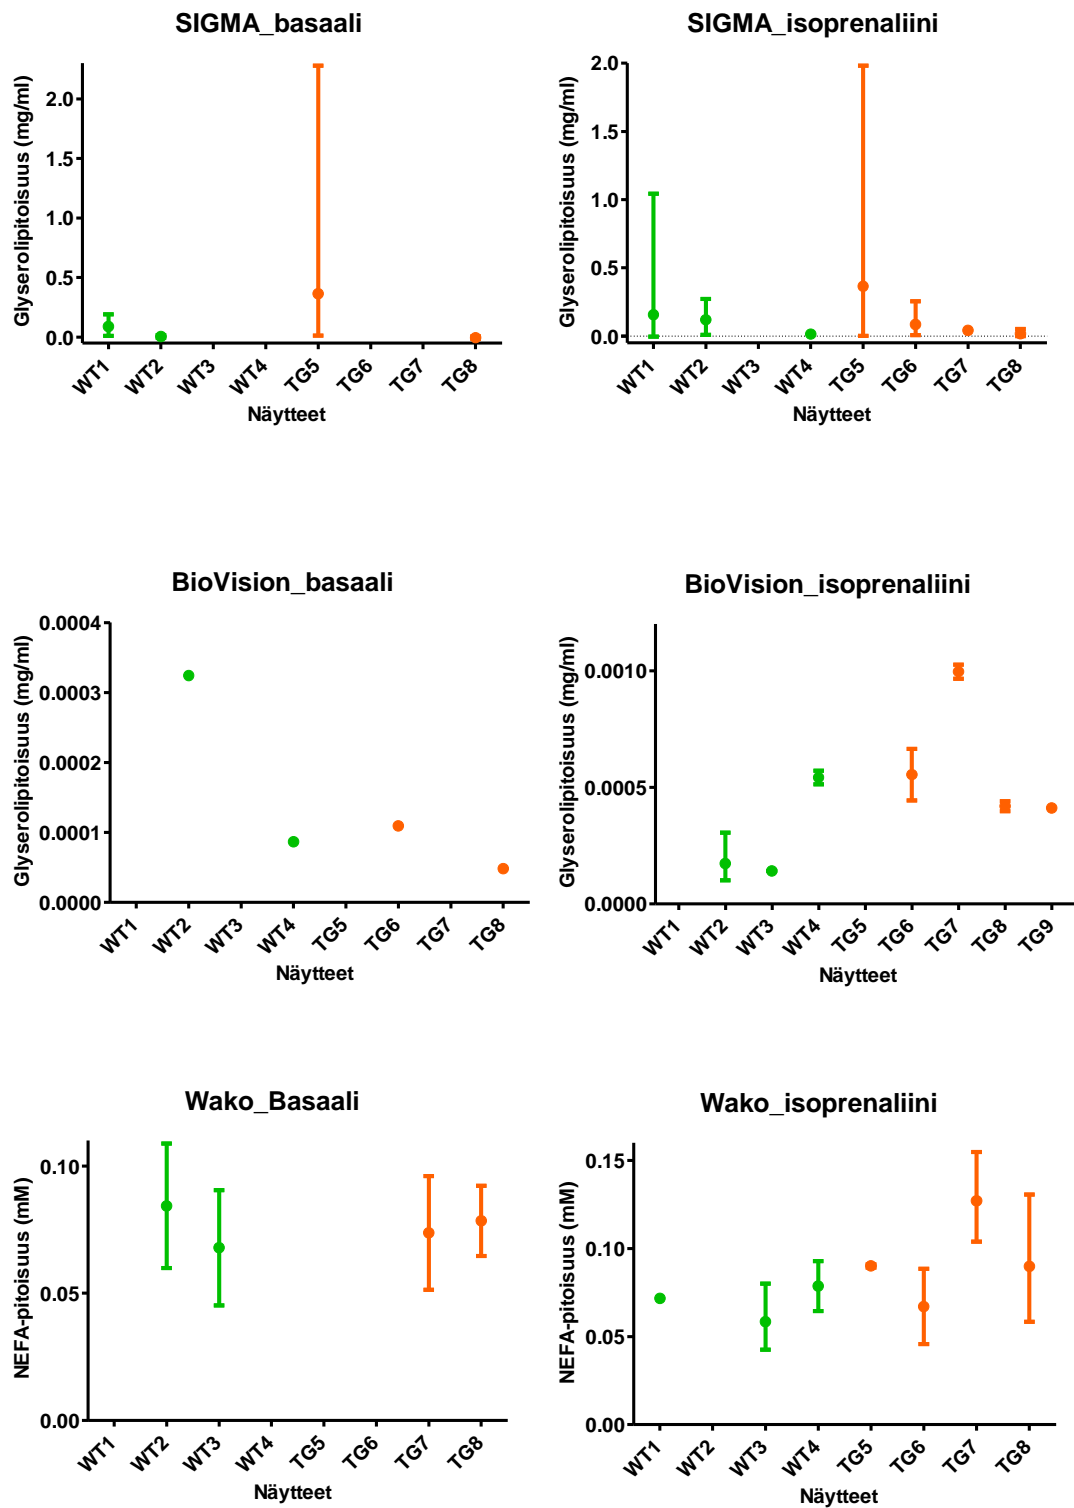 SIGMA_basaali
Glyserolipitoisuus (mg/ml)
2.0
1.5
1.0
0.5
0.0
WT1 WT2 WT3 WT4 TG5 TG6 TG7 TG8
Näytteet
SIGMA_isoprenaliini
Glyserolipitoisuus (mg/ml)
2.0
1.5
1.0
0.5
0.0
WT1 WT2 WT3 WT4 TG5 TG6 TG7 TG8
Näytteet
BioVision_basaali
Glyserolipitoisuus (mg/ml)
0.0004
0.0003
0.0002
0.0001
0.0000
WT1 WT2 WT3 WT4 TG5 TG6 TG7 TG8
Näytteet
BioVision_isoprenaliini
Glyserolipitoisuus (mg/ml)
0.0010
0.0005
0.0000
WT1 WT2 WT3 WT4 TG5 TG6 TG7 TG8 TG9
Näytteet
Wako_Basaali
NEFA-pitoisuus (mM)
0.10
0.05
0.00
WT1 WT2 WT3 WT4 TG5 TG6 TG7 TG8
Näytteet
Wako_isoprenaliini
NEFA-pitoisuus (mM)
0.15
0.10
0.05
0.00
WT1 WT2 WT3 WT4 TG5 TG6 TG7 TG8
Näytteet